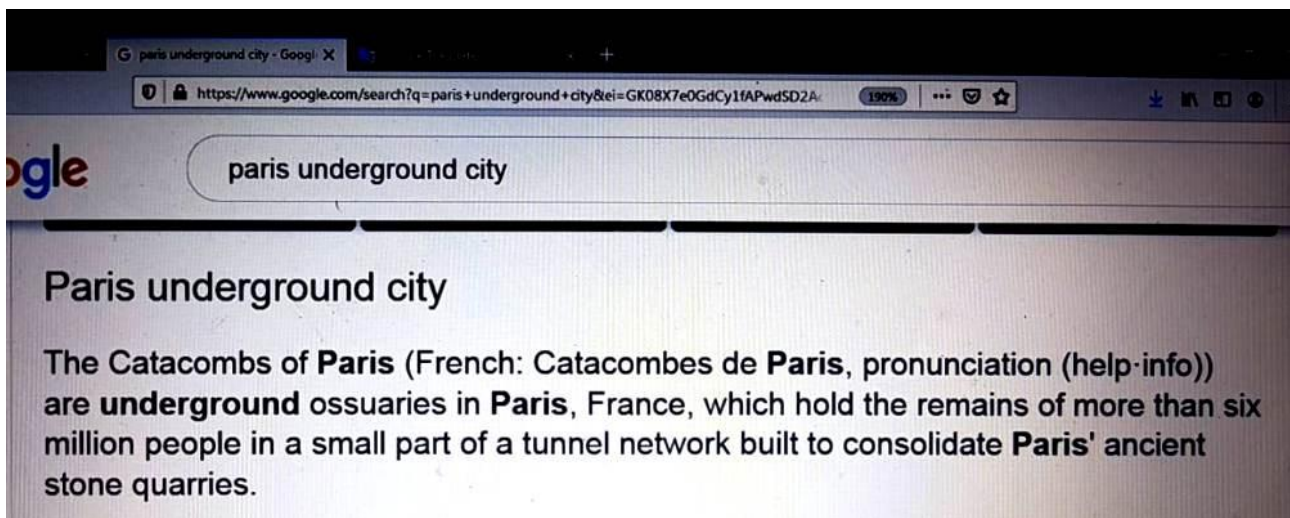 G paris underground city - Googl X +
https://www.google.com/search?q=paris+underground+city&ei=GK08X7e0GdCy1fAPwdSD2A 190%
ogle paris underground city
Paris underground city
The Catacombs of Paris (French: Catacombes de Paris, pronunciation (help·info))
are underground ossuaries in Paris, France, which hold the remains of more than six
million people in a small part of a tunnel network built to consolidate Paris' ancient
stone quarries.